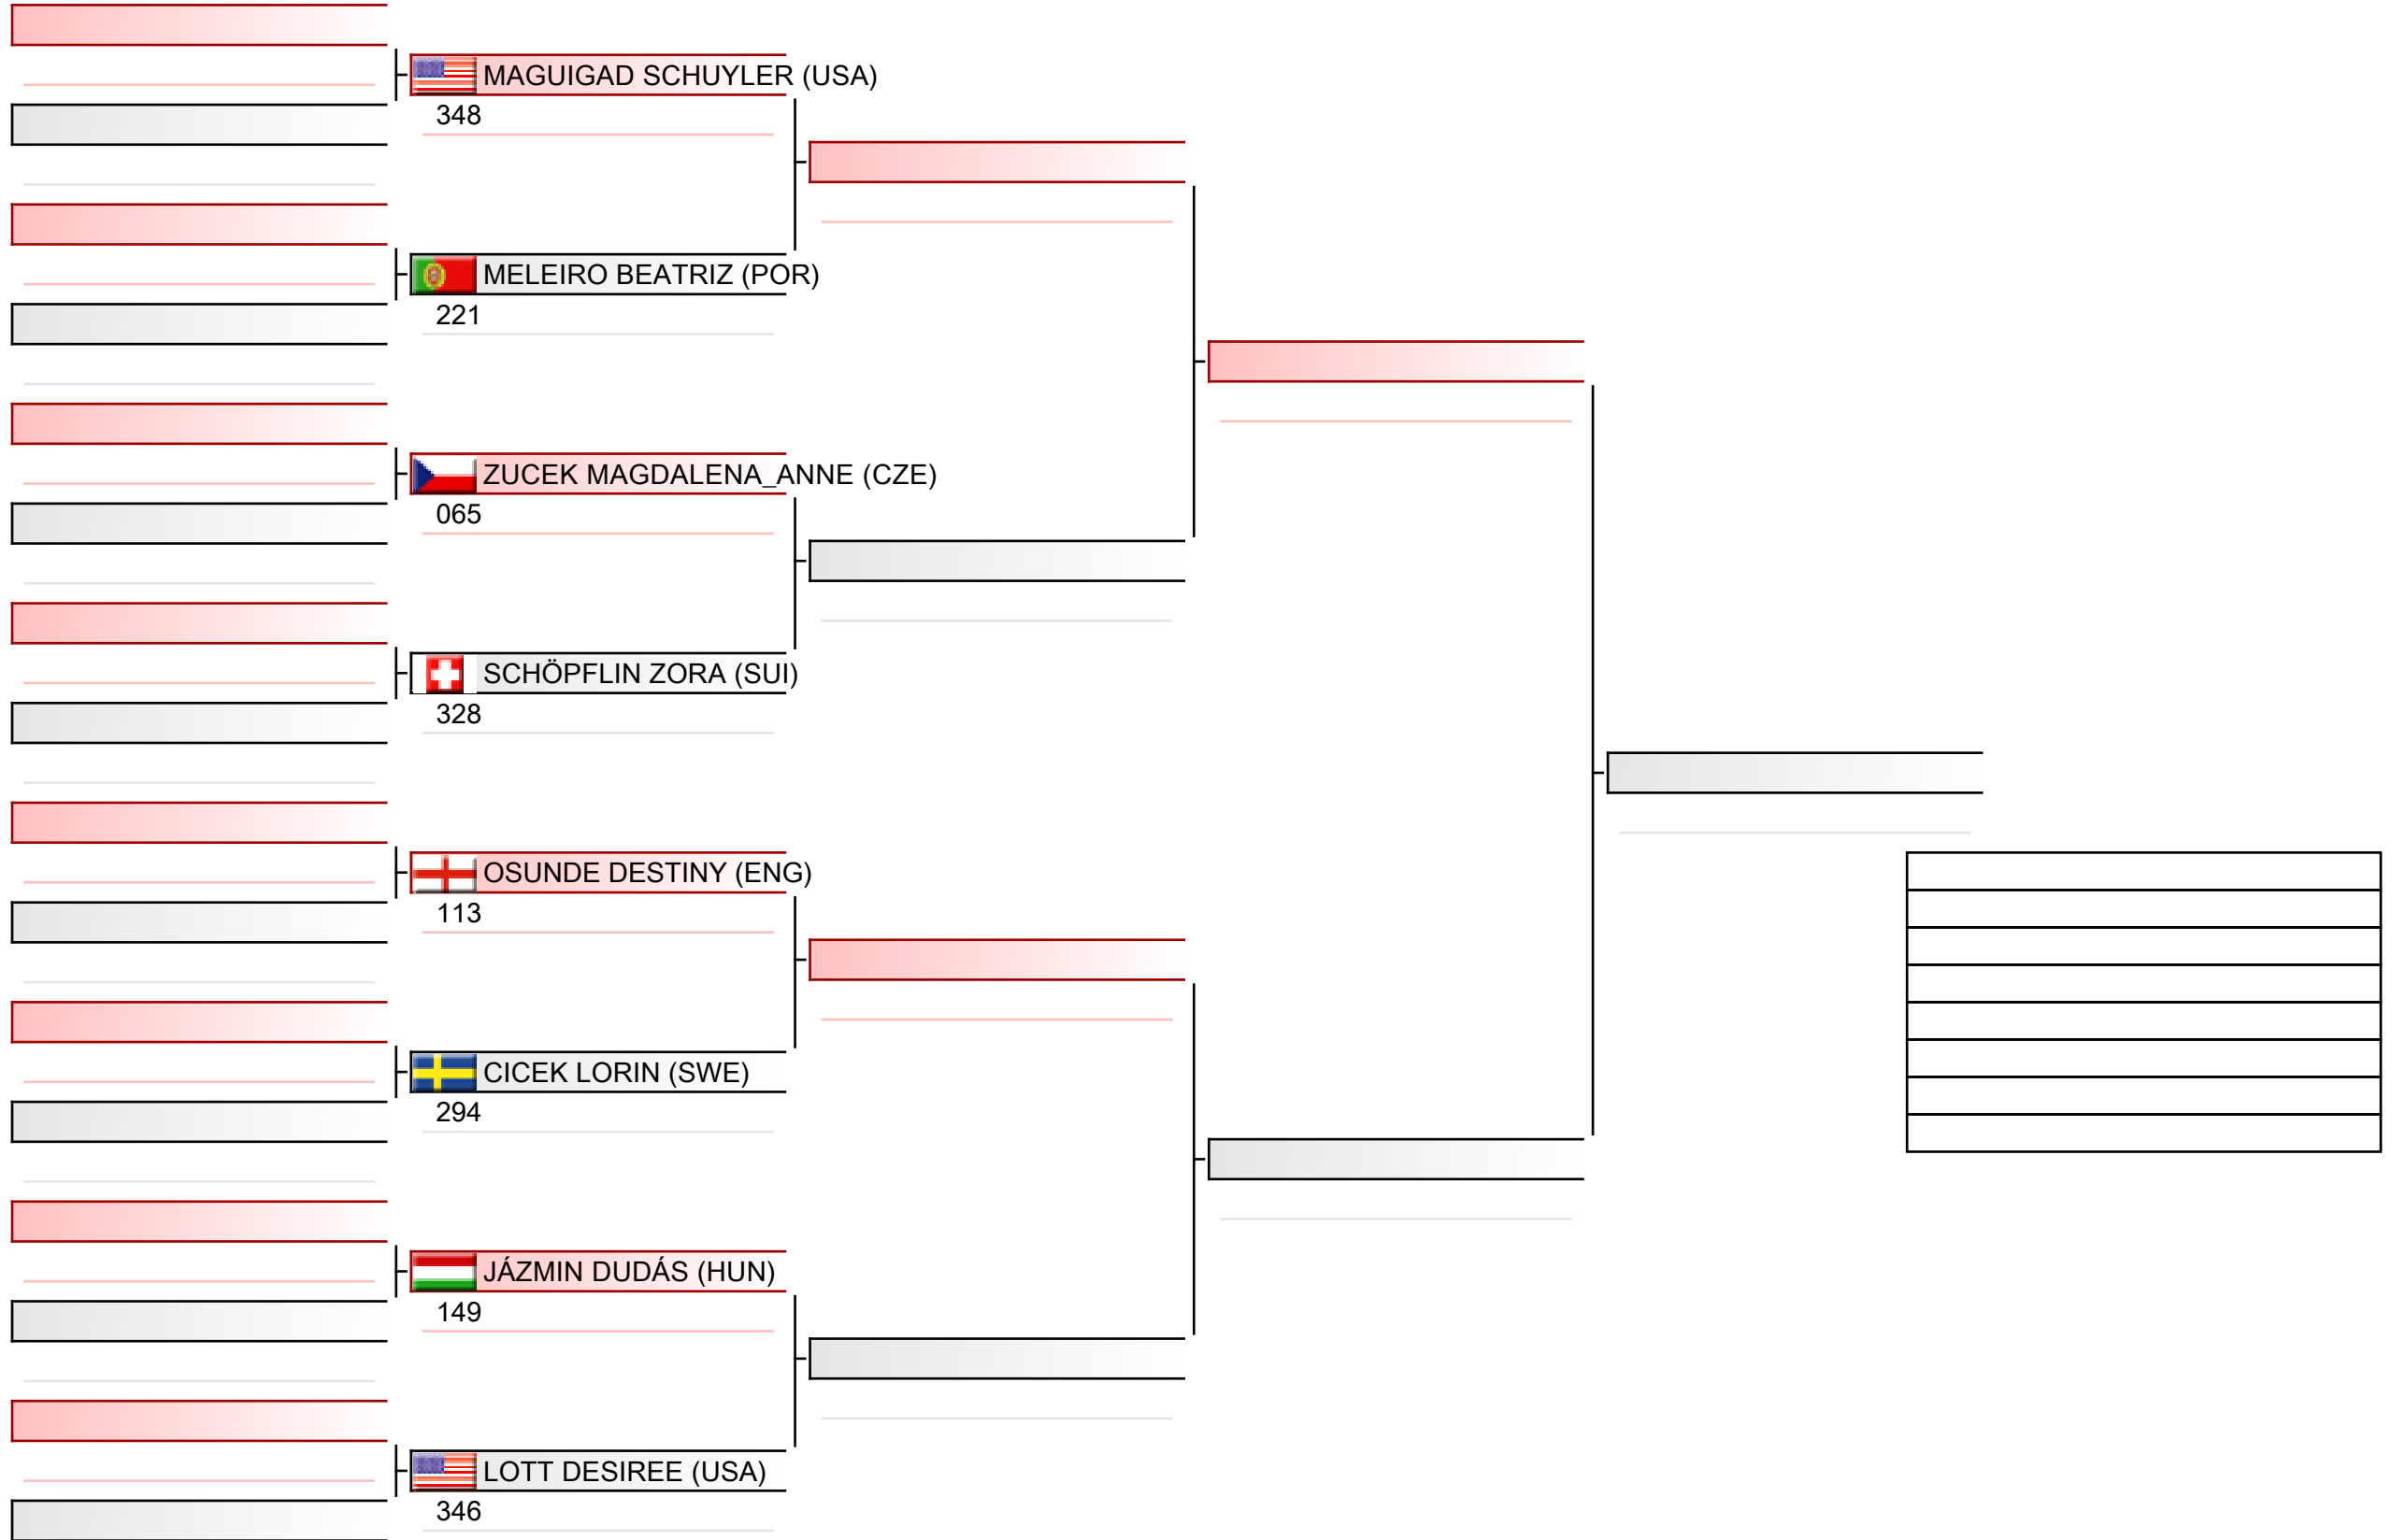 MAGUIGAD SCHUYLER (USA)
348
MELEIRO BEATRIZ (POR)
221
ZUCEK MAGDALENA_ANNE (CZE)
065
SCHÖPFLIN ZORA (SUI)
328
OSUNDE DESTINY (ENG)
113
CICEK LORIN (SWE)
294
JÁZMIN DUDÁS (HUN)
149
LOTT DESIREE (USA)
346